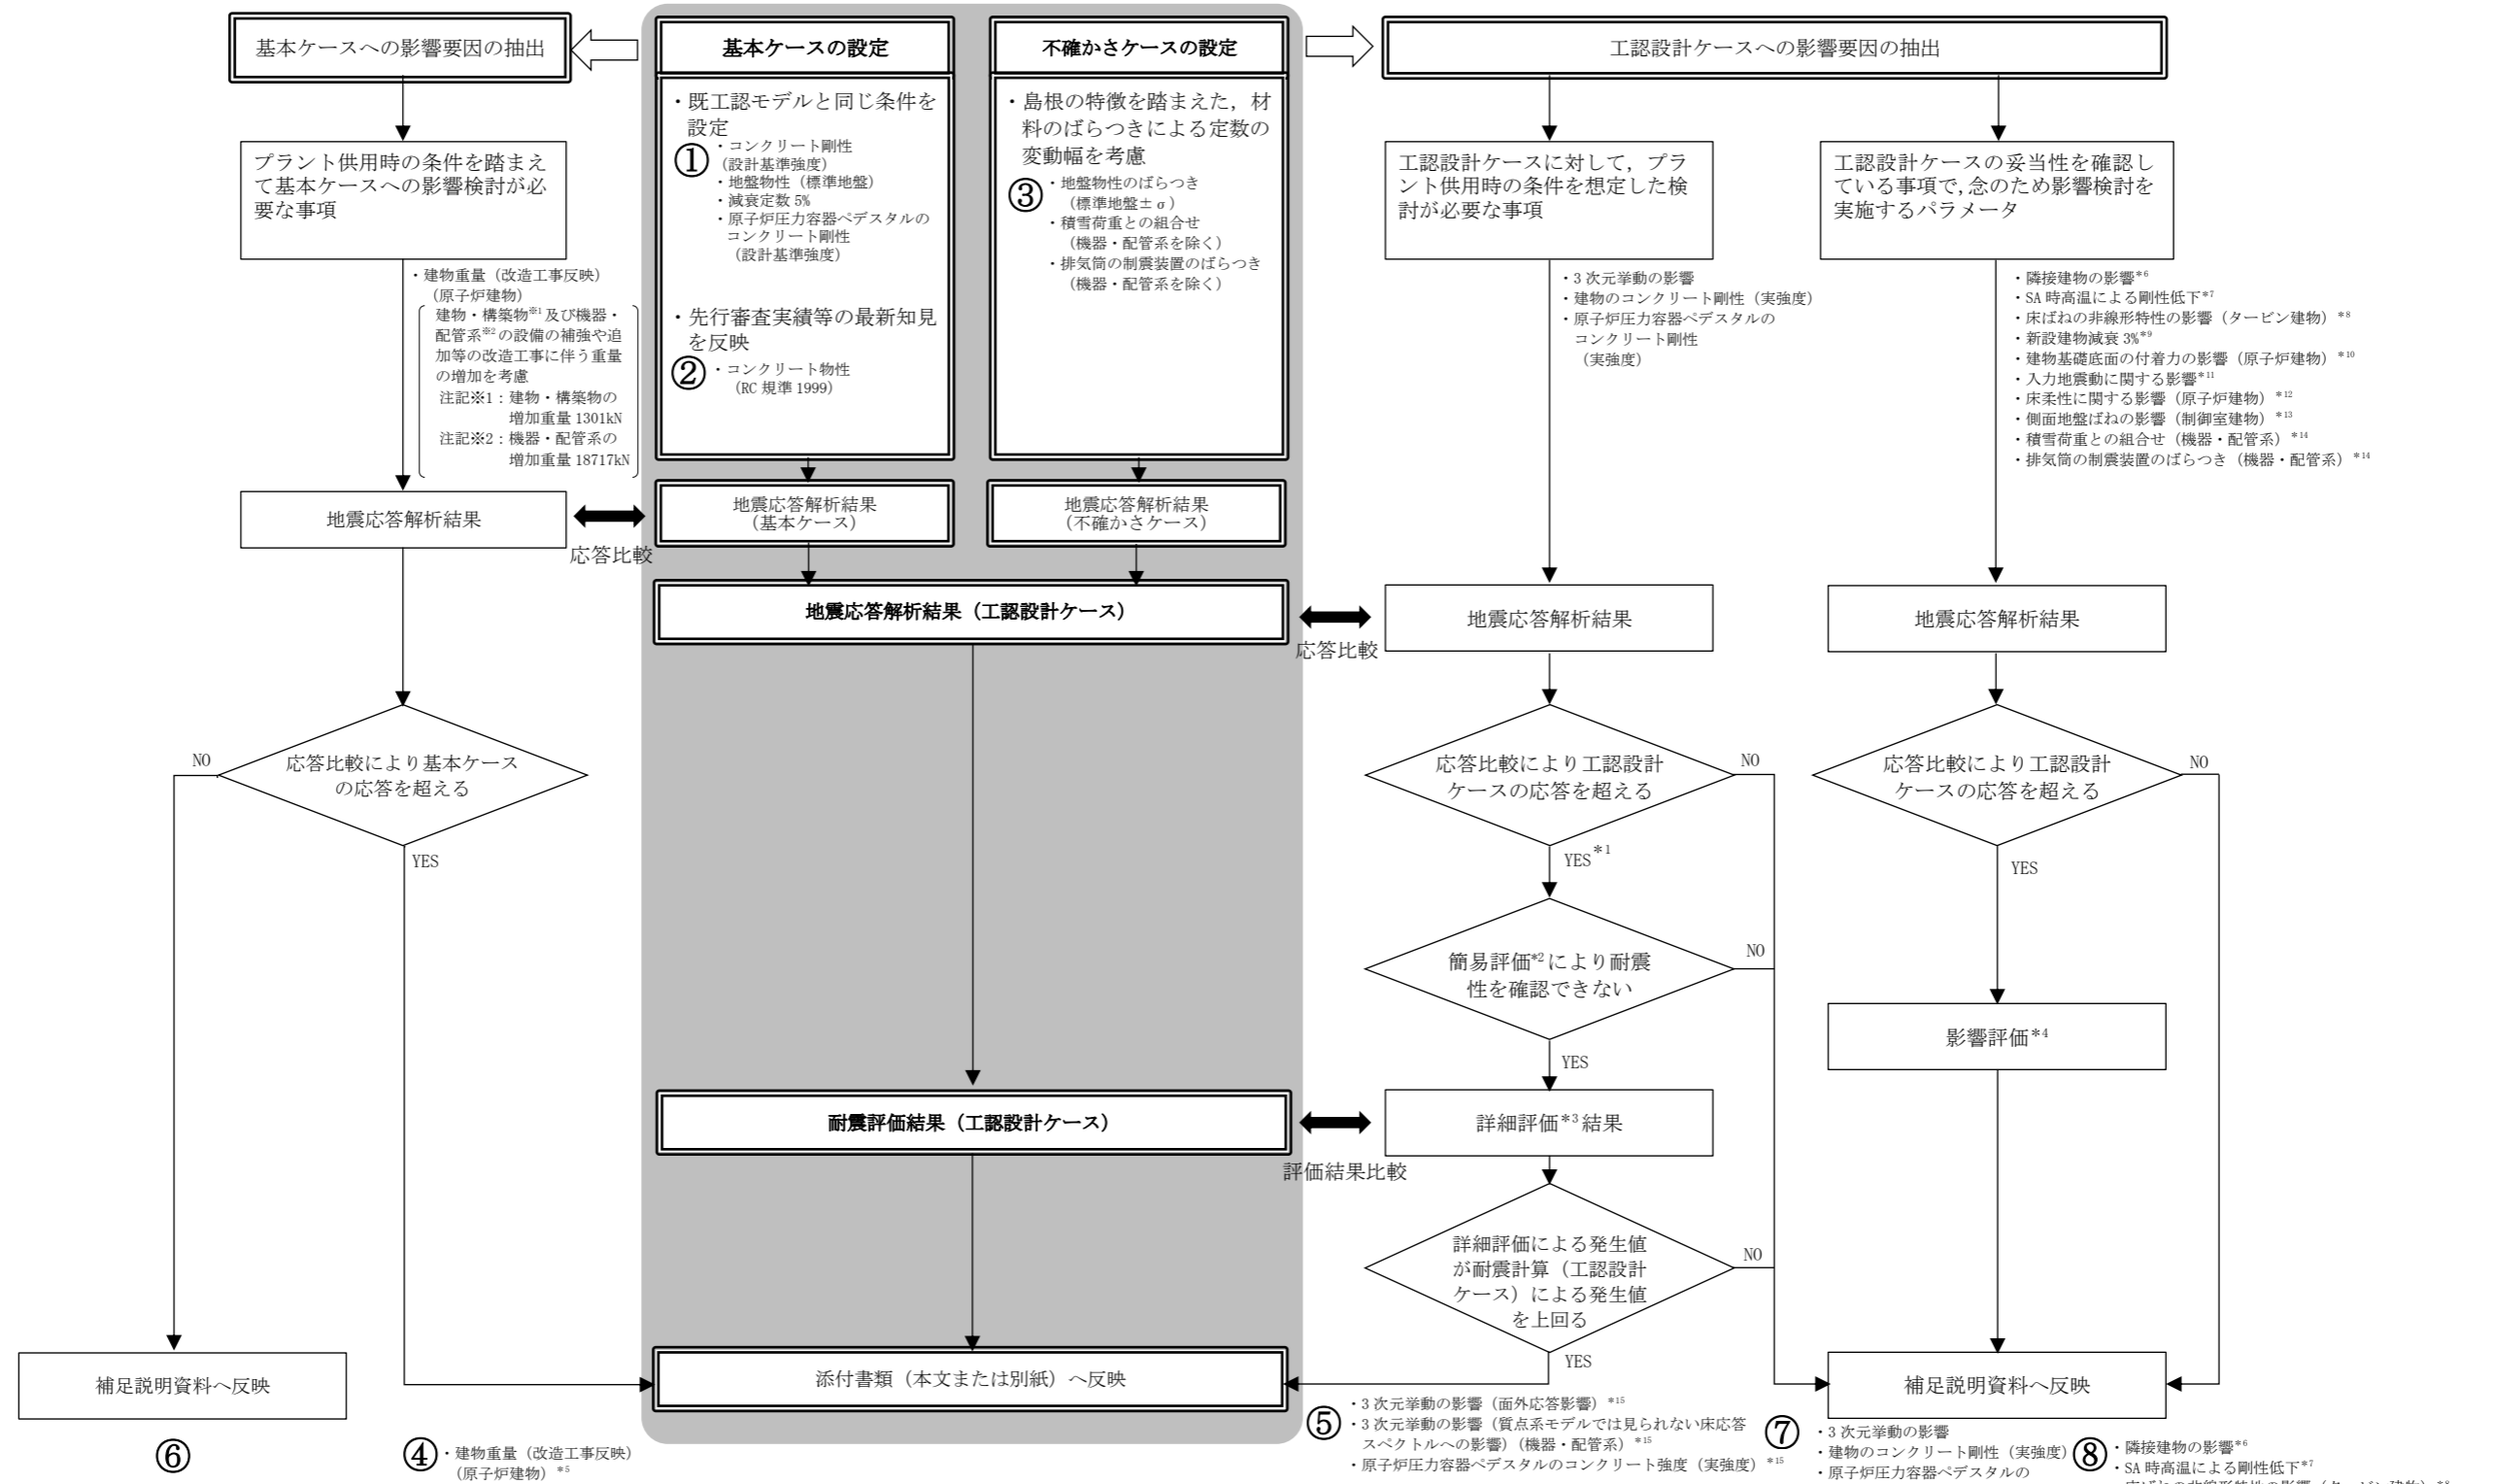 基本ケースへの影響要因の抽出
プラント供用時の条件を踏まえ
て基本ケースへの影響検討が必
要な事項
・建物重量（改造工事反映）
（原子炉建物）
建物・構築物※1及び機器・
配管系※2の設備の補強や追
加等の改造工事に伴う重量
の増加を考慮
注記※1：建物・構築物の
増加重量 1301kN
注記※2：機器・配管系の
増加重量 18717kN
地震応答解析結果
応答比較
応答比較により基本ケース
の応答を超える
NO
YES
補足説明資料へ反映
⑥
④
・建物重量（改造工事反映）
（原子炉建物）*5
基本ケースの設定
・既工認モデルと同じ条件を
設定
①
・コンクリート剛性
（設計基準強度）
・地盤物性（標準地盤）
・減衰定数 5%
・原子炉圧力容器ペデスタルの
コンクリート剛性
（設計基準強度）
・先行審査実績等の最新知見
を反映
②
・コンクリート物性
（RC 規準 1999）
不確かさケースの設定
・島根の特徴を踏まえた，材
料のばらつきによる定数の
変動幅を考慮
③
・地盤物性のばらつき
（標準地盤±σ）
・積雪荷重との組合せ
（機器・配管系を除く）
・排気筒の制震装置のばらつき
（機器・配管系を除く）
地震応答解析結果
（基本ケース）
地震応答解析結果
（不確かさケース）
地震応答解析結果（工認設計ケース）
耐震評価結果（工認設計ケース）
添付書類（本文または別紙）へ反映
工認設計ケースへの影響要因の抽出
工認設計ケースに対して，プラ
ント供用時の条件を想定した検
討が必要な事項
・3 次元挙動の影響
・建物のコンクリート剛性（実強度）
・原子炉圧力容器ペデスタルの
コンクリート剛性
（実強度）
応答比較
地震応答解析結果
応答比較により工認設計
ケースの応答を超える
NO
YES*1
簡易評価*2により耐震
性を確認できない
NO
YES
評価結果比較
詳細評価*3結果
詳細評価による発生値
が耐震計算（工認設計
ケース）による発生値
を上回る
NO
YES
⑤
・3 次元挙動の影響（面外応答影響）*15
・3 次元挙動の影響（質点系モデルでは見られない床応答
スペクトルへの影響）（機器・配管系）*15
・原子炉圧力容器ペデスタルのコンクリート強度（実強度）*15
工認設計ケースの妥当性を確認し
ている事項で，念のため影響検討を
実施するパラメータ
・隣接建物の影響*6
・SA 時高温による剛性低下*7
・床ばねの非線形特性の影響（タービン建物）*8
・新設建物減衰 3%*9
・建物基礎底面の付着力の影響（原子炉建物）*10
・入力地震動に関する影響*11
・床柔性に関する影響（原子炉建物）*12
・側面地盤ばねの影響（制御室建物）*13
・積雪荷重との組合せ（機器・配管系）*14
・排気筒の制震装置のばらつき（機器・配管系）*14
地震応答解析結果
応答比較により工認設計
ケースの応答を超える
NO
YES
影響評価*4
補足説明資料へ反映
⑦
・3 次元挙動の影響
・建物のコンクリート剛性（実強度）
・原子炉圧力容器ペデスタルの
⑧
・隣接建物の影響*6
・SA 時高温による剛性低下*7